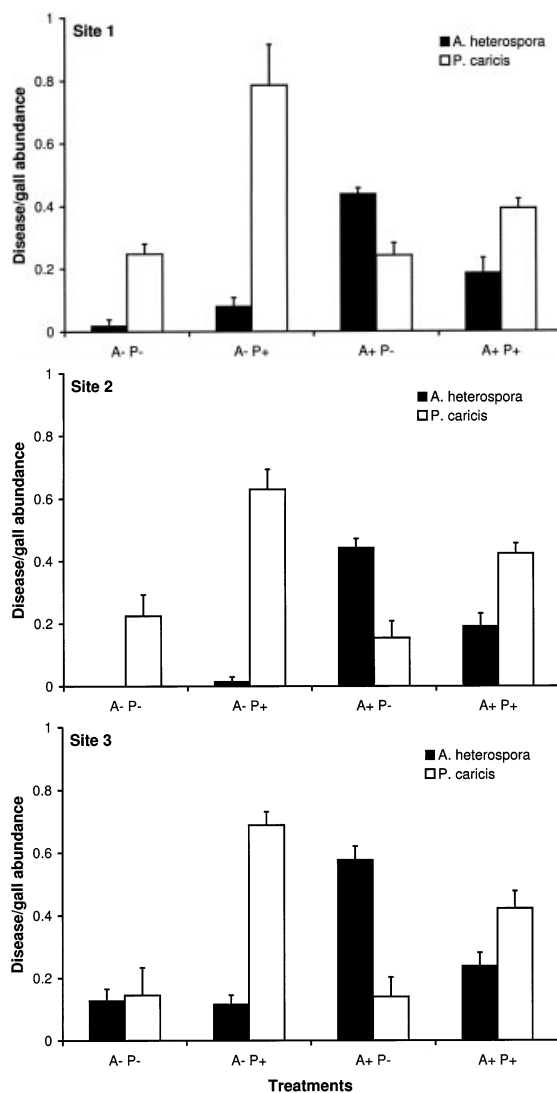 Site 1
A. heterospora
P. caricis
Disease/gall abundance
1
0.8
0.6
0.4
0.2
0
A- P- A- P+ A+ P- A+ P+
Site 2
A. heterospora
P. caricis
Disease/gall abundance
1
0.8
0.6
0.4
0.2
0
A- P- A- P+ A+ P- A+ P+
Site 3
A. heterospora
P. caricis
Disease/gall abundance
1
0.8
0.6
0.4
0.2
0
A- P- A- P+ A+ P- A+ P+
Treatments